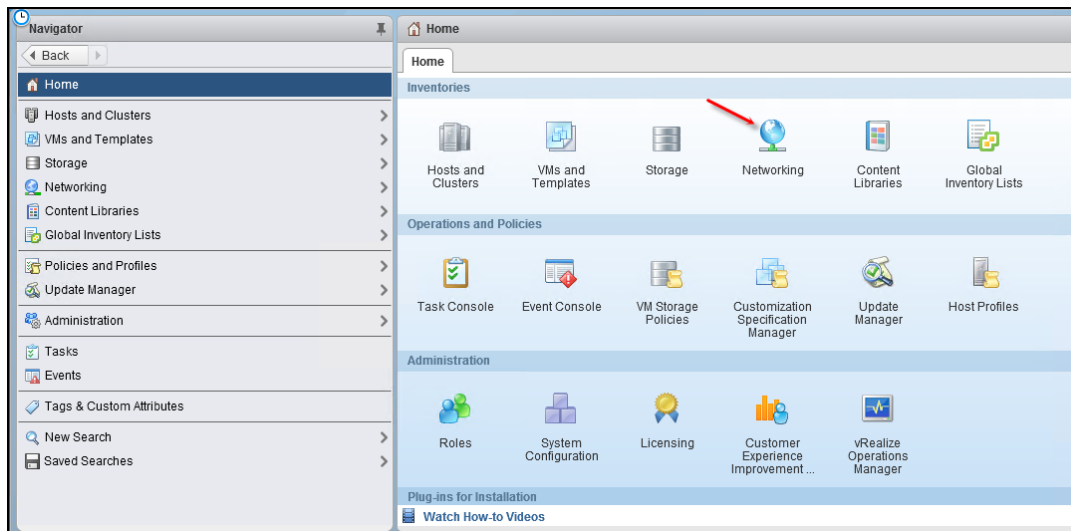 Navigator
Back
Home
Hosts and Clusters
VMs and Templates
Storage
Networking
Content Libraries
Global Inventory Lists
Policies and Profiles
Update Manager
Administration
Tasks
Events
Tags & Custom Attributes
New Search
Saved Searches
Home
Home
Inventories
Hosts and
Clusters
VMs and
Templates
Storage
Networking
Content
Libraries
Global
Inventory Lists
Operations and Policies
Task Console
Event Console
VM Storage
Policies
Customization
Specification
Manager
Update
Manager
Host Profiles
Administration
Roles
System
Configuration
Licensing
Customer
Experience
Improvement ...
vRealize
Operations
Manager
Plug-ins for Installation
Watch How-to Videos